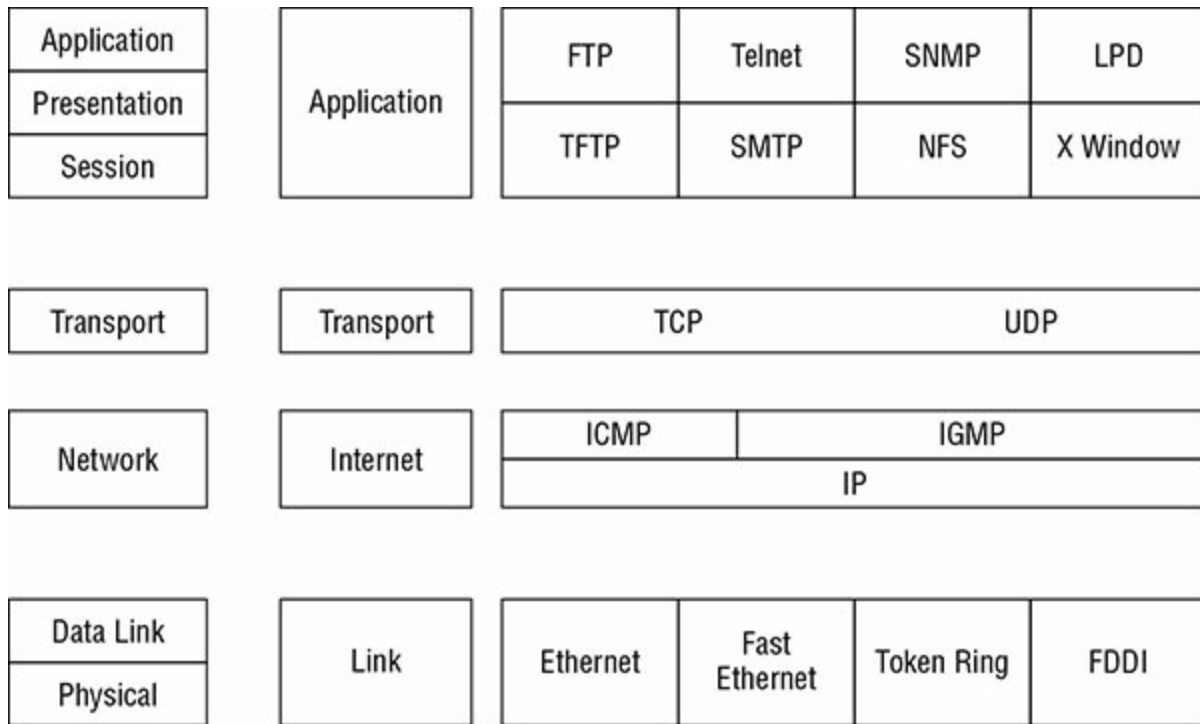 Application
Presentation
Session
Application
FTP Telnet SNMP LPD
TFTP SMTP NFS X Window
Transport
Transport
TCP UDP
Network
Internet
ICMP IGMP
IP
Data Link
Physical
Link
Ethernet
Fast
Ethernet
Token Ring
FDDI